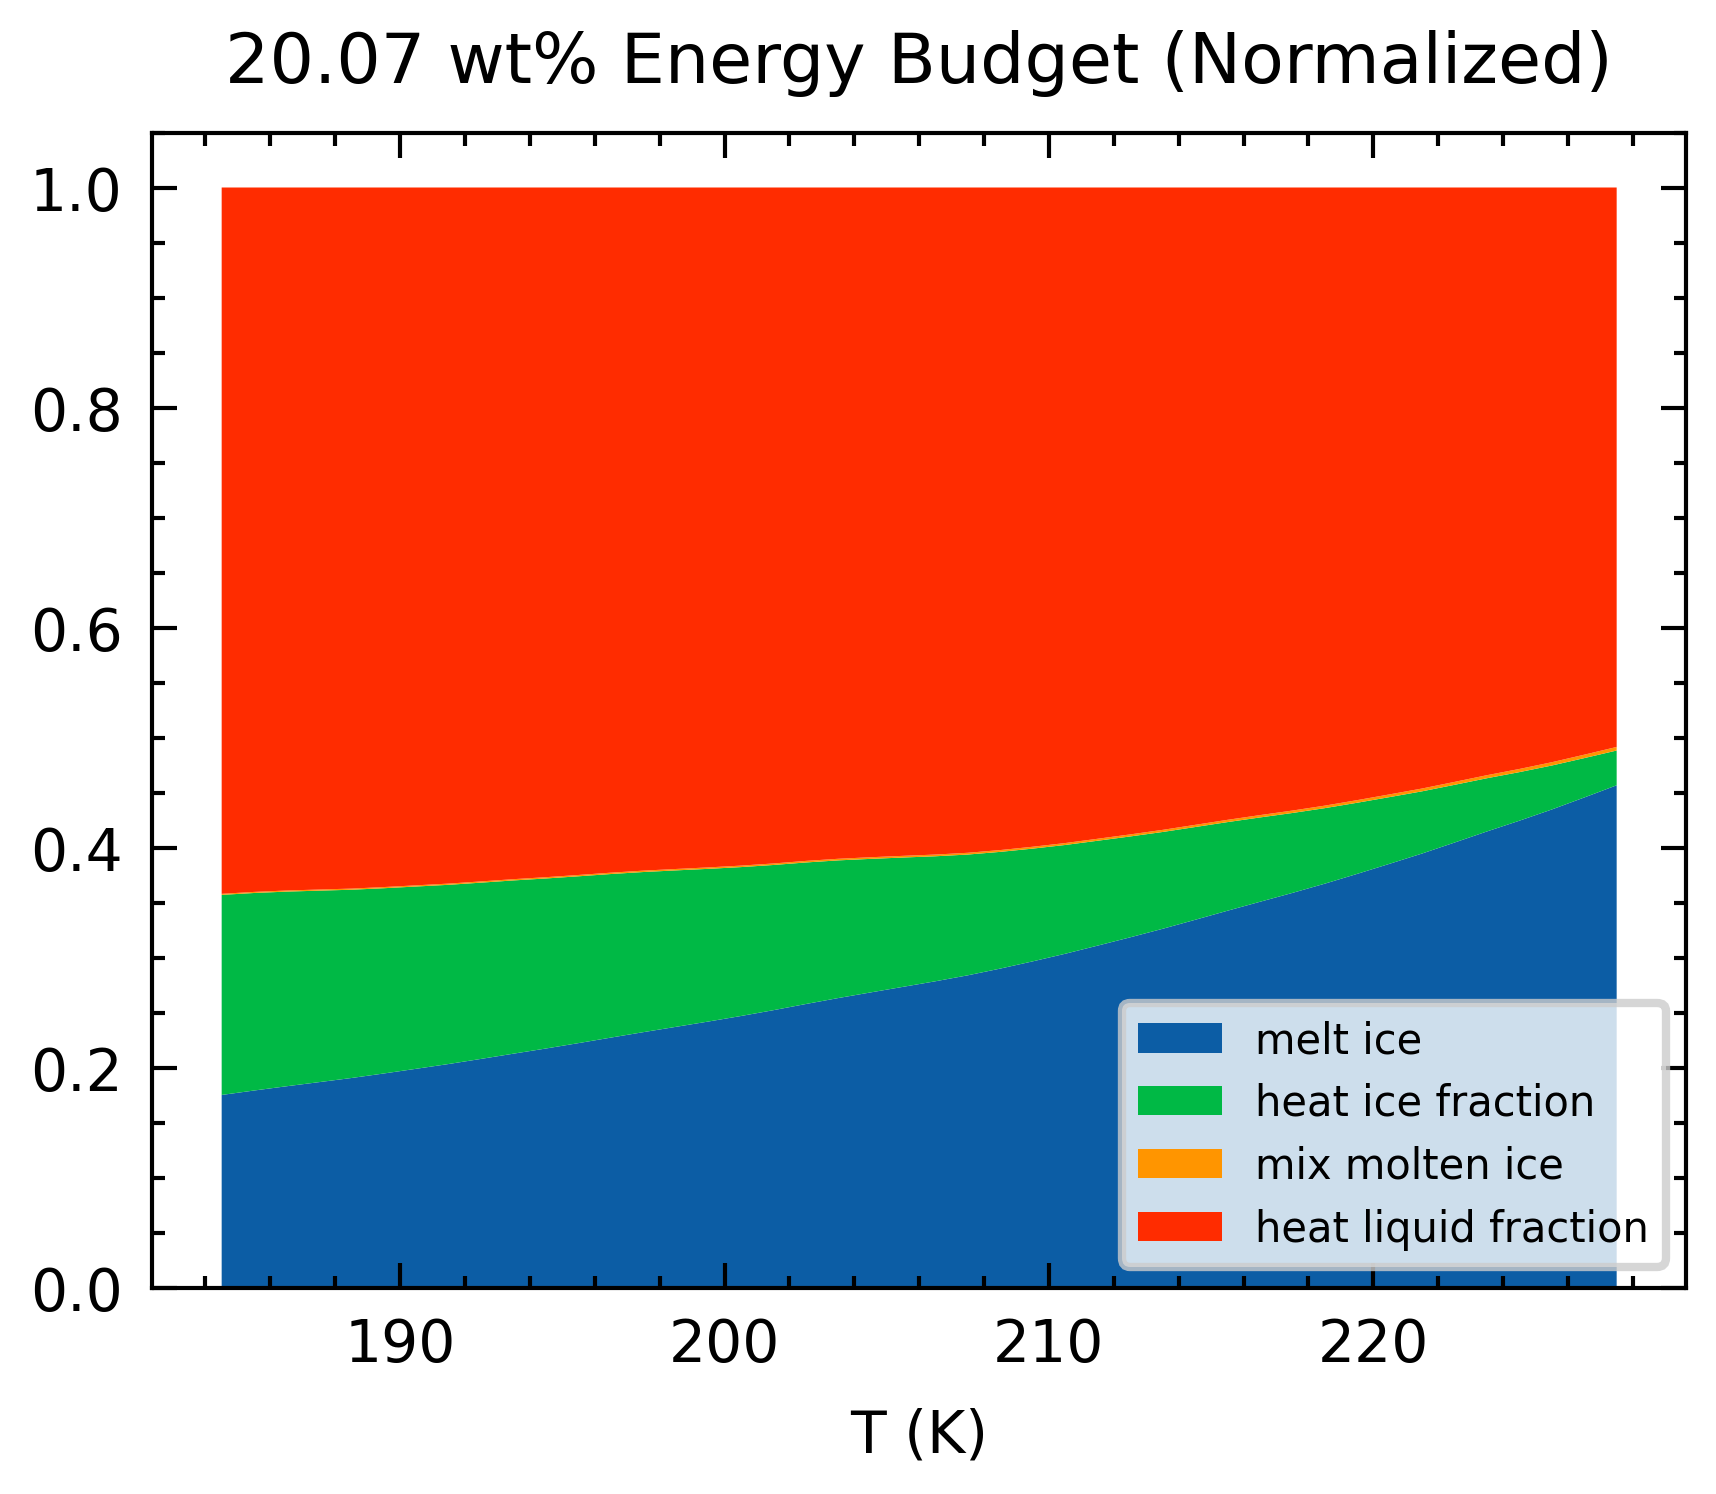 20.07 wt% Energy Budget (Normalized)
1.0
0.8
0.6
0.4
0.2
0.0
melt ice
heat ice fraction
mix molten ice
heat liquid fraction
190 200 210 220
T (K)